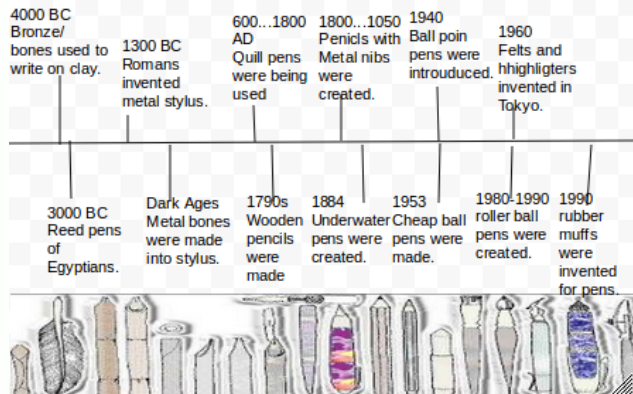 4000 BC
Bronze/
bones used to
write on clay.
1300 BC
Romans
invented
metal stylus.
600...1800
AD
Quill pens
were being
used
1800...1050
Penicls with
Metal nibs
were
created.
1940
Ball poin
pens were
introuduced.
1960
Felts and
hhighligters
invented in
Tokyo.
3000 BC
Reed pens
of
Egyptians.
Dark Ages
Metal bones
were made
into stylus.
1790s
Wooden
pencils
were
made
1884
Underwater
pens were
created.
1953
Cheap ball
pens were
made.
1980-1990
roller ball
pens were
created.
1990
rubber
muffs
were
invented
for pens.